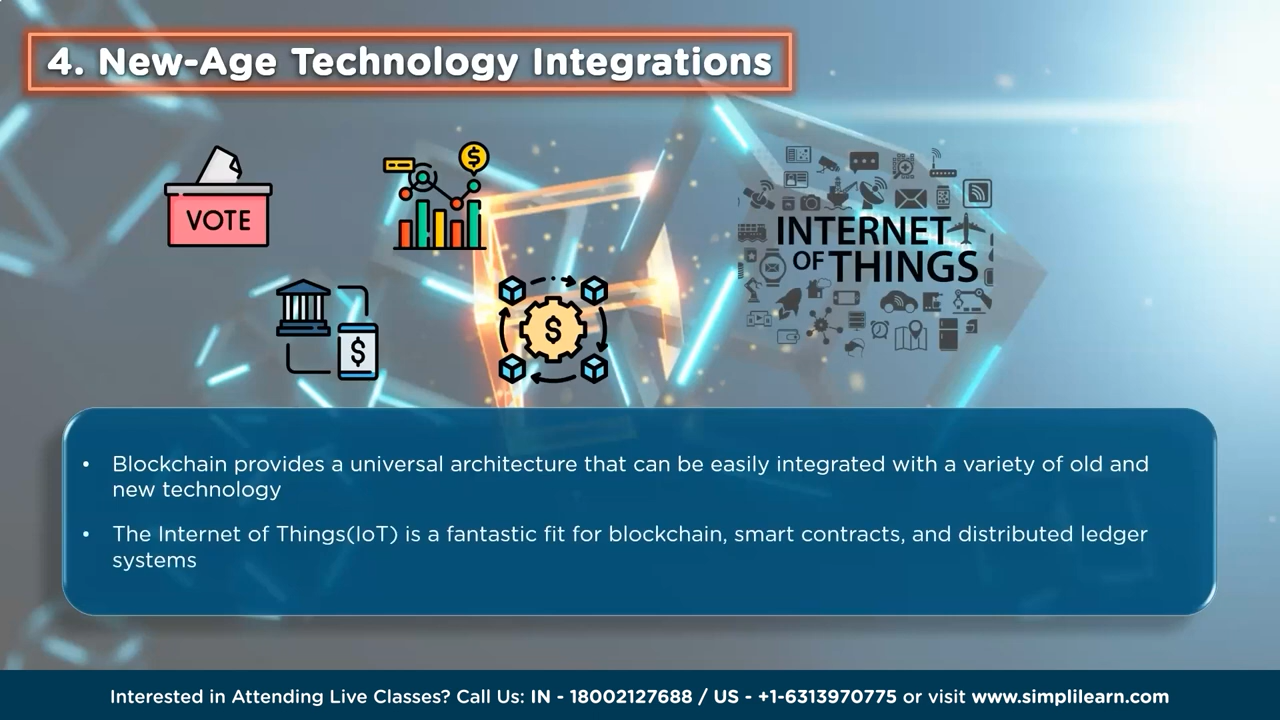 4. New-Age Technology Integrations
VOTE
$
$
$
INTERNET
OF THINGS
• Blockchain provides a universal architecture that can be easily integrated with a variety of old and
new technology
• The Internet of Things(IoT) is a fantastic fit for blockchain, smart contracts, and distributed ledger
systems
Interested in Attending Live Classes? Call Us: IN - 18002127688 / US - +1-6313970775 or visit www.simplilearn.com